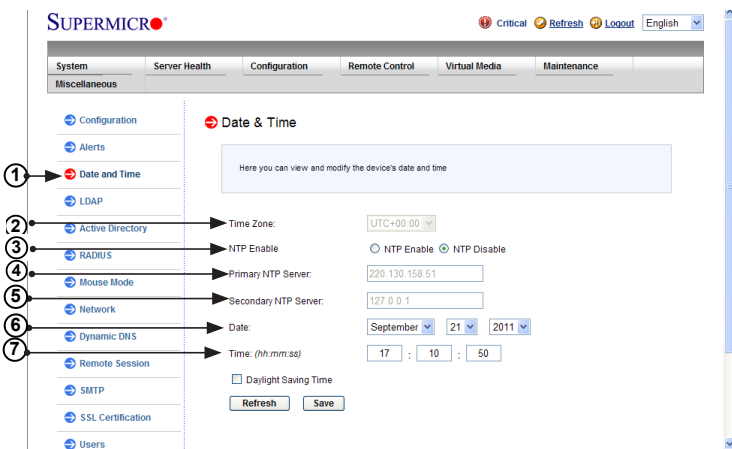 SUPERMICRO
Critical Refresh Logout English
System Server Health Configuration Remote Control Virtual Media Maintenance
Miscellaneous
Configuration
Alerts
1 Date and Time
LDAP
Active Directory
RADIUS
Mouse Mode
Network
Dynamic DNS
Remote Session
SMTP
SSL Certification
Users
Date & Time
Here you can view and modify the device's date and time
2 Time Zone: UTC+00:00
3 NTP Enable NTP Enable NTP Disable
4 Primary NTP Server: 220.130.158.51
5 Secondary NTP Server: 127.0.0.1
6 Date: September 21 2011
7 Time: (hh:mm:ss) 17 : 10 : 50
Daylight Saving Time
Refresh Save